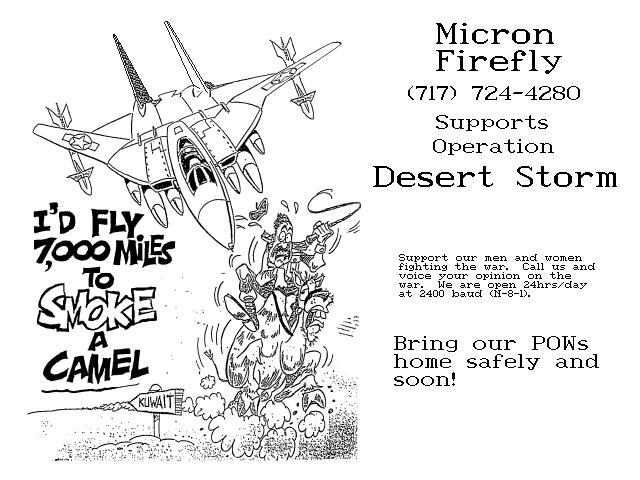 Micron
Firefly
(717) 724-4280
Supports
Operation
Desert Storm
I'D FLY
7,000 MiLES
TO
SMOKE
A
CAMEL
KUWAIT
Support our men and women
fighting the war.  Call us and
voice your opinion on the
war.  We are open 24hrs/day
at 2400 baud (N-8-1).
Bring our POWs
home safely and
soon!